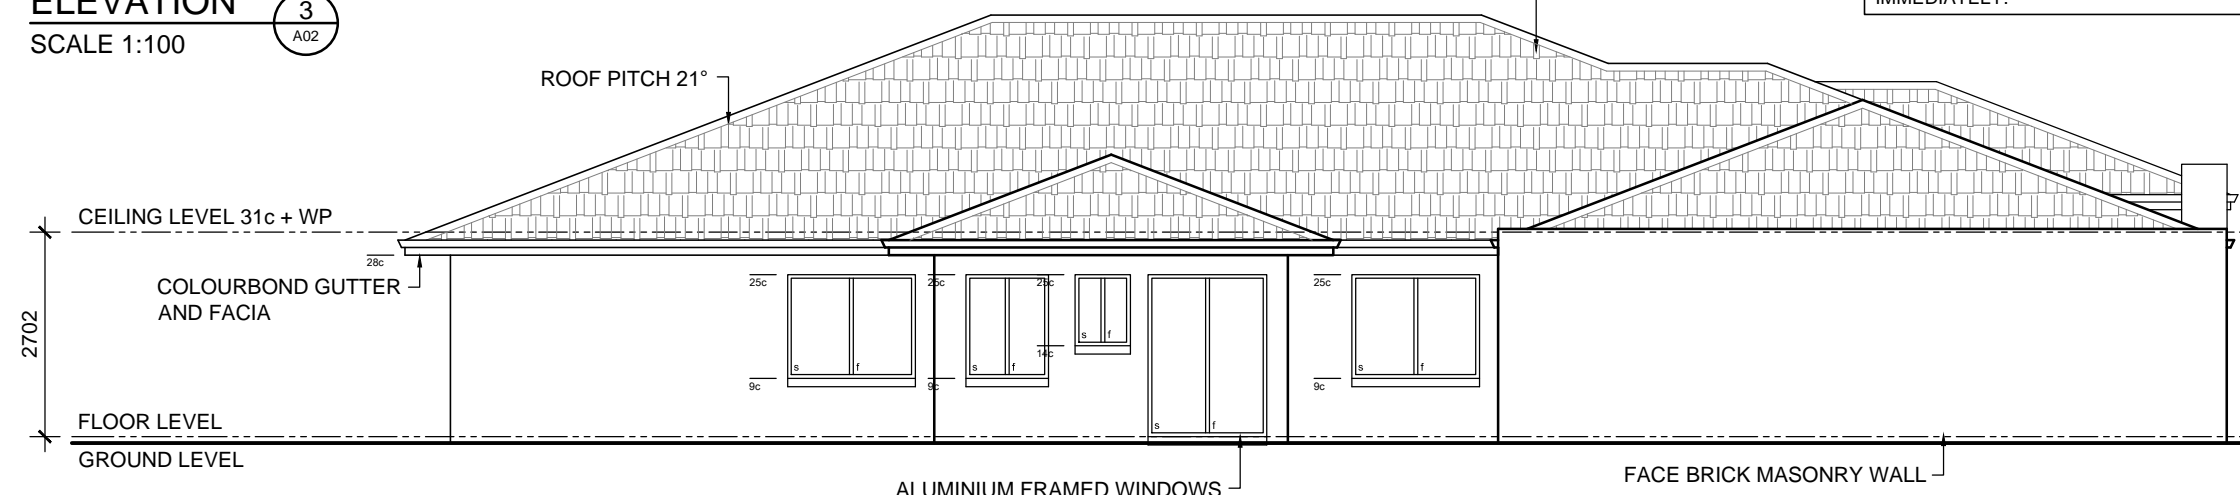 ELEVATION
3
A02
SCALE 1:100
IMMEDIATELY.
ROOF PITCH 21°
CEILING LEVEL 31c + WP
28c
COLOURBOND GUTTER
AND FACIA
2702
25c
25c
25c
25c
s f
s f
s f
s f
s f
14c
9c
9c
9c
FLOOR LEVEL
GROUND LEVEL
ALUMINIUM FRAMED WINDOWS
FACE BRICK MASONRY WALL